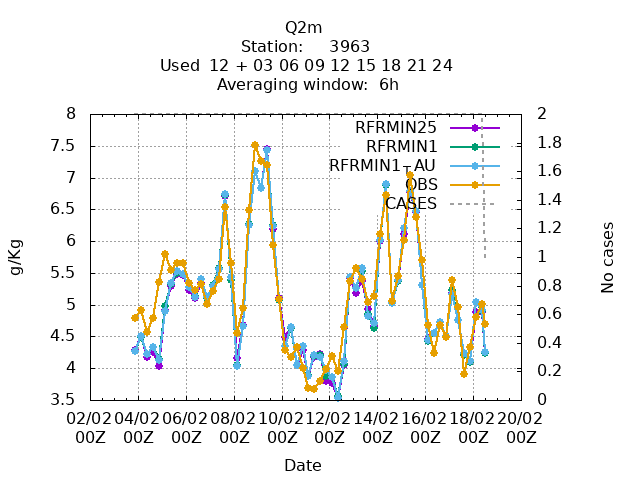 Q2m
Station:     3963
Used  12 + 03 06 09 12 15 18 21 24
Averaging window:  6h
g/Kg
8
7.5
7
6.5
6
5.5
5
4.5
4
3.5
RFRMIN25
RFRMIN1
RFRMIN1_AU
OBS
CASES
2
1.8
1.6
1.4
1.2
1
0.8
0.6
0.4
0.2
0
No cases
02/02 04/02 06/02 08/02 10/02 12/02 14/02 16/02 18/02 20/02
00Z 00Z 00Z 00Z 00Z 00Z 00Z 00Z 00Z 00Z
Date